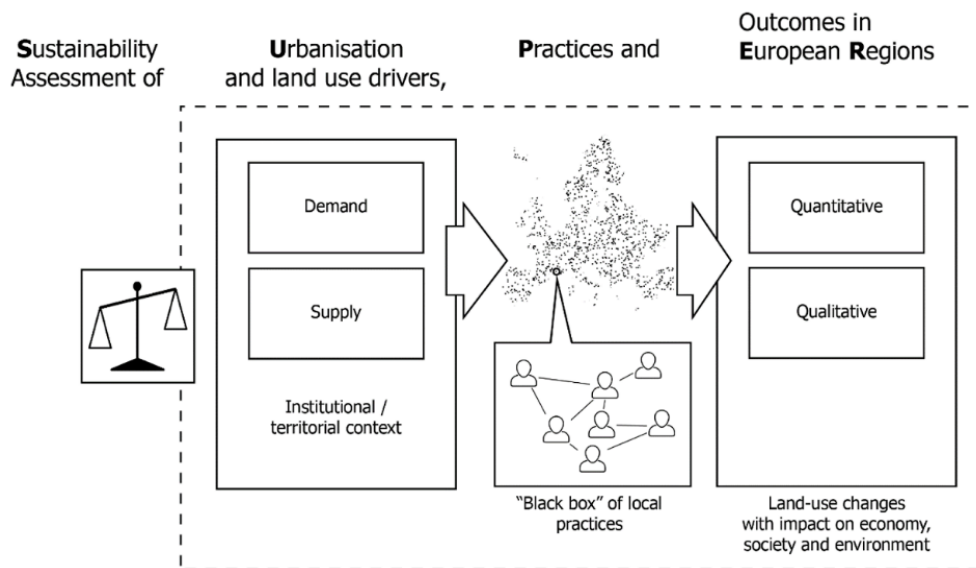 Sustainability
Assessment of
Urbanisation
and land use drivers,
Practices and
Outcomes in
European Regions
Demand
Supply
Institutional /
territorial context
"Black box" of local
practices
Quantitative
Qualitative
Land-use changes
with impact on economy,
society and environment